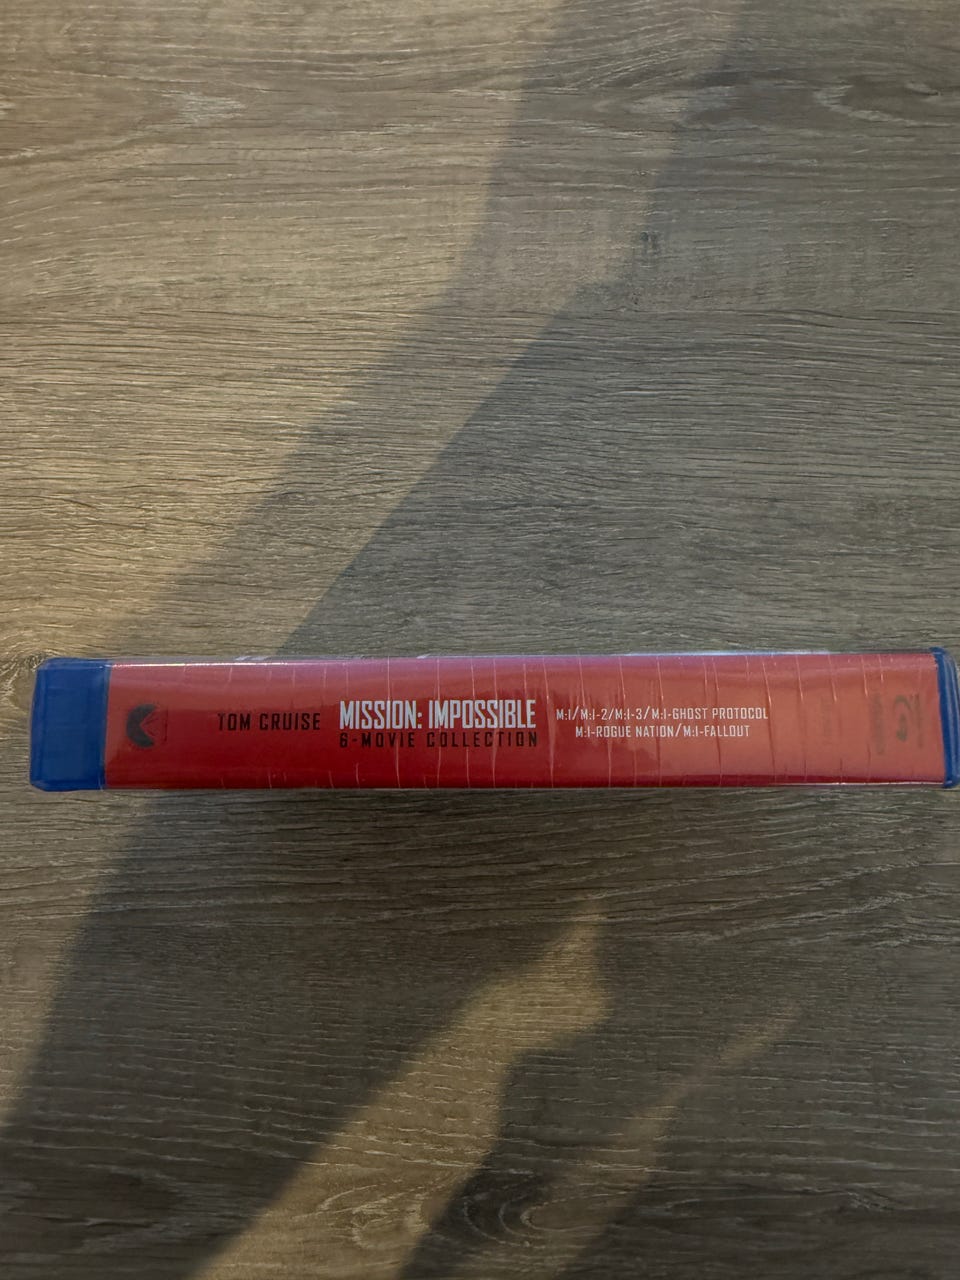 TOM CRUISE
MISSION: IMPOSSIBLE
6-MOVIE COLLECTION
M:I/M:I-2/M:I-3/M:I-GHOST PROTOCOL
M:I-ROGUE NATION/M:I-FALLOUT